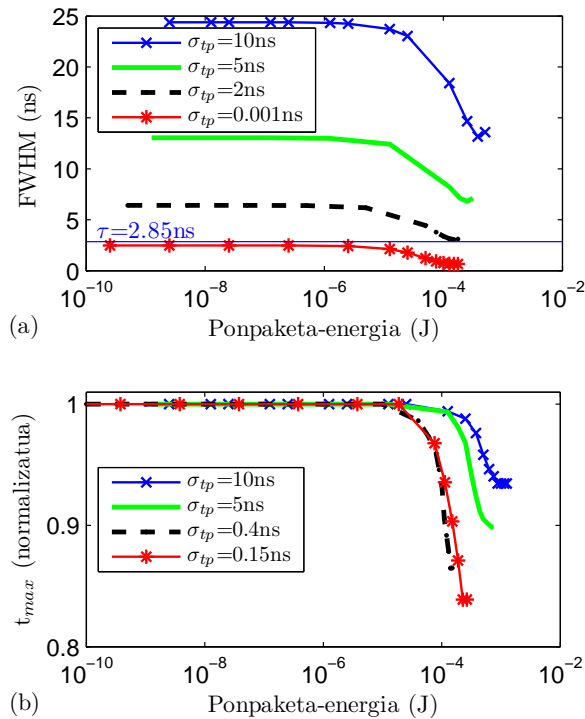 25
20
15
10
5
0
FWHM (ns)
σtp=10ns
σtp=5ns
σtp=2ns
σtp=0.001ns
τ=2.85ns
10^−10 10^−8 10^−6 10^−4 10^−2
(a) Ponpaketa-energia (J)
1
0.9
0.8
tmax (normalizatua)
σtp=10ns
σtp=5ns
σtp=0.4ns
σtp=0.15ns
10^−10 10^−8 10^−6 10^−4 10^−2
(b) Ponpaketa-energia (J)